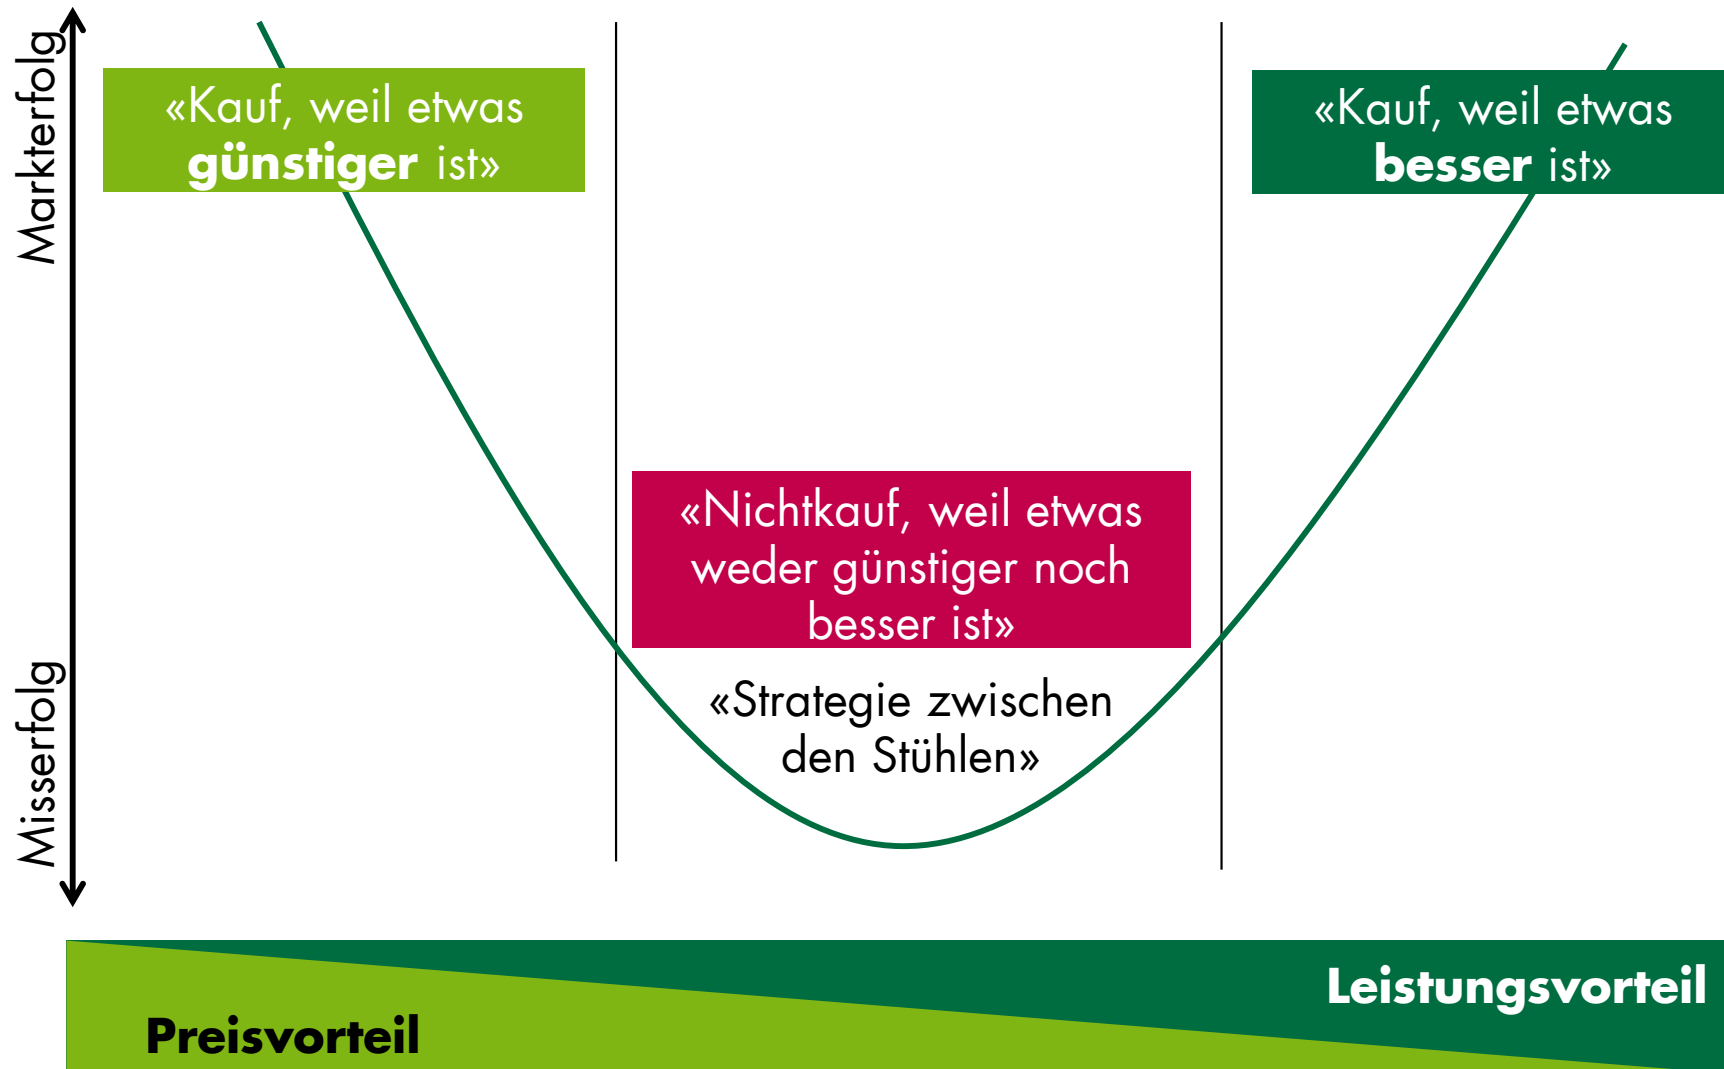 Markterfolg
Misserfolg
«Kauf, weil etwas
günstiger ist»
«Kauf, weil etwas
besser ist»
«Nichtkauf, weil etwas
weder günstiger noch
besser ist»
«Strategie zwischen
den Stühlen»
Preisvorteil
Leistungsvorteil